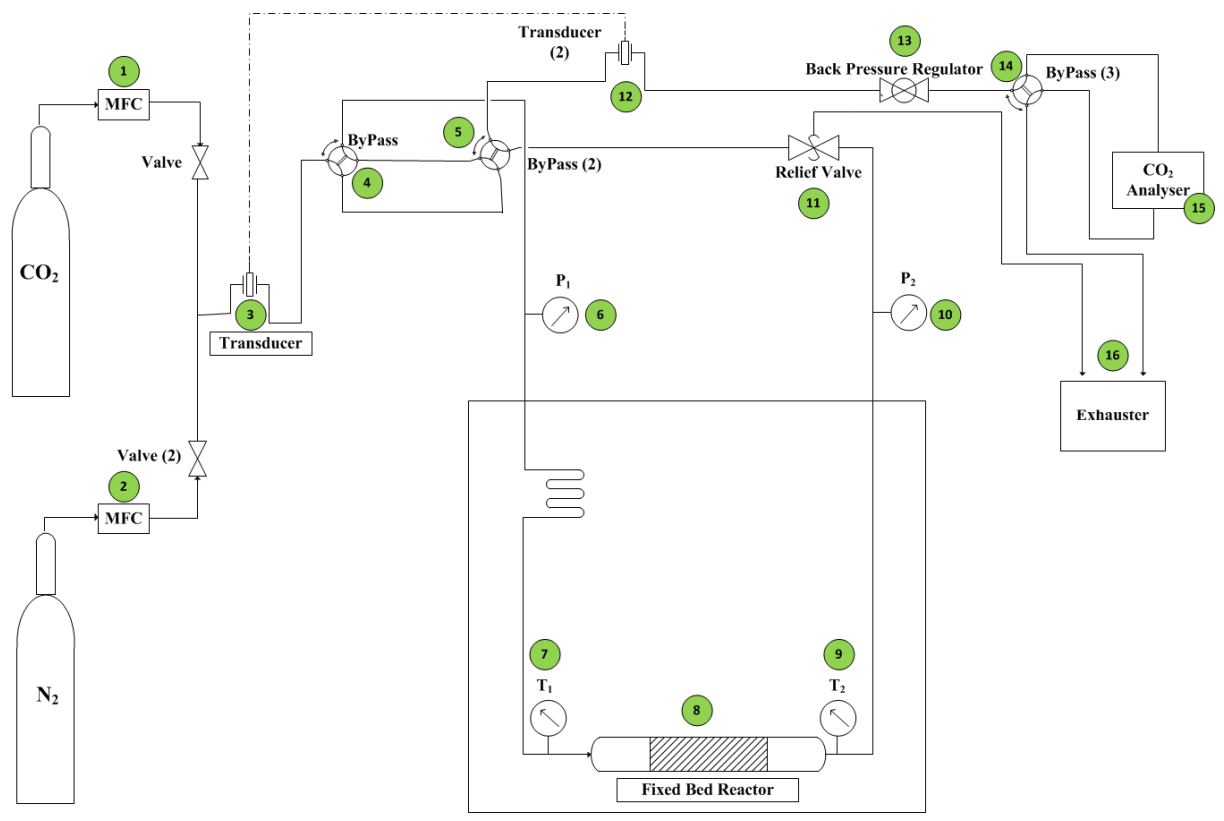 1
MFC
Valve
CO₂
3
Transducer
Valve (2)
2
MFC
N₂
Transducer
(2)
12
ByPass
4
5
ByPass (2)
13
Back Pressure Regulator
14
ByPass (3)
Relief Valve
11
CO₂
Analyser
15
P₁
6
P₂
10
16
Exhauster
7
T₁
9
T₂
8
Fixed Bed Reactor